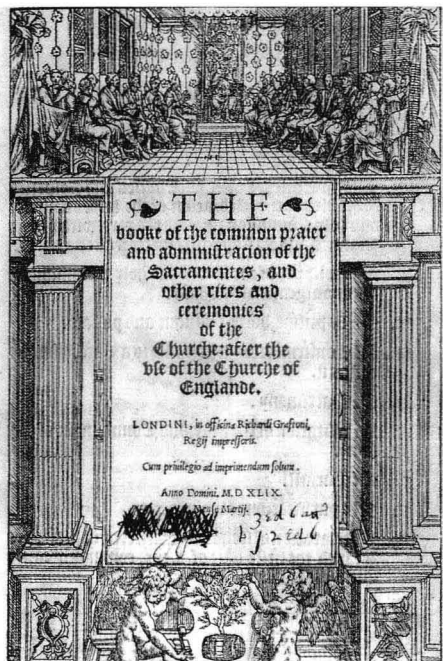 THE
booke of the common praier
and administracion of the
Sacramentes, and
other rites and
ceremonies
of the
Churche: after the
vse of the Churche of
Englande.
LONDINI, in officina Richardi Graftoni,
Regij impressoris.
Cum priuilegio ad imprimendum solum.
Anno Domini. M. D XLIX.
Mense Martij.